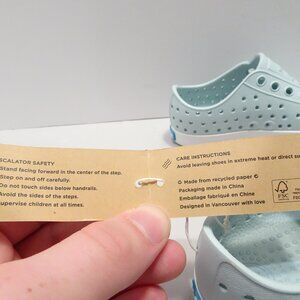 SCALATOR SAFETY
Stand facing forward in the center of the step.
Step on and off carefully.
Do not touch sides below handrails.
Avoid the sides of the steps.
Supervise children at all times.
CARE INSTRUCTIONS
Avoid leaving shoes in extreme heat or direct
Made from recycled paper
Packaging made in China
Emballage fabriqué en China
Designed in Vancouver with love
FSC